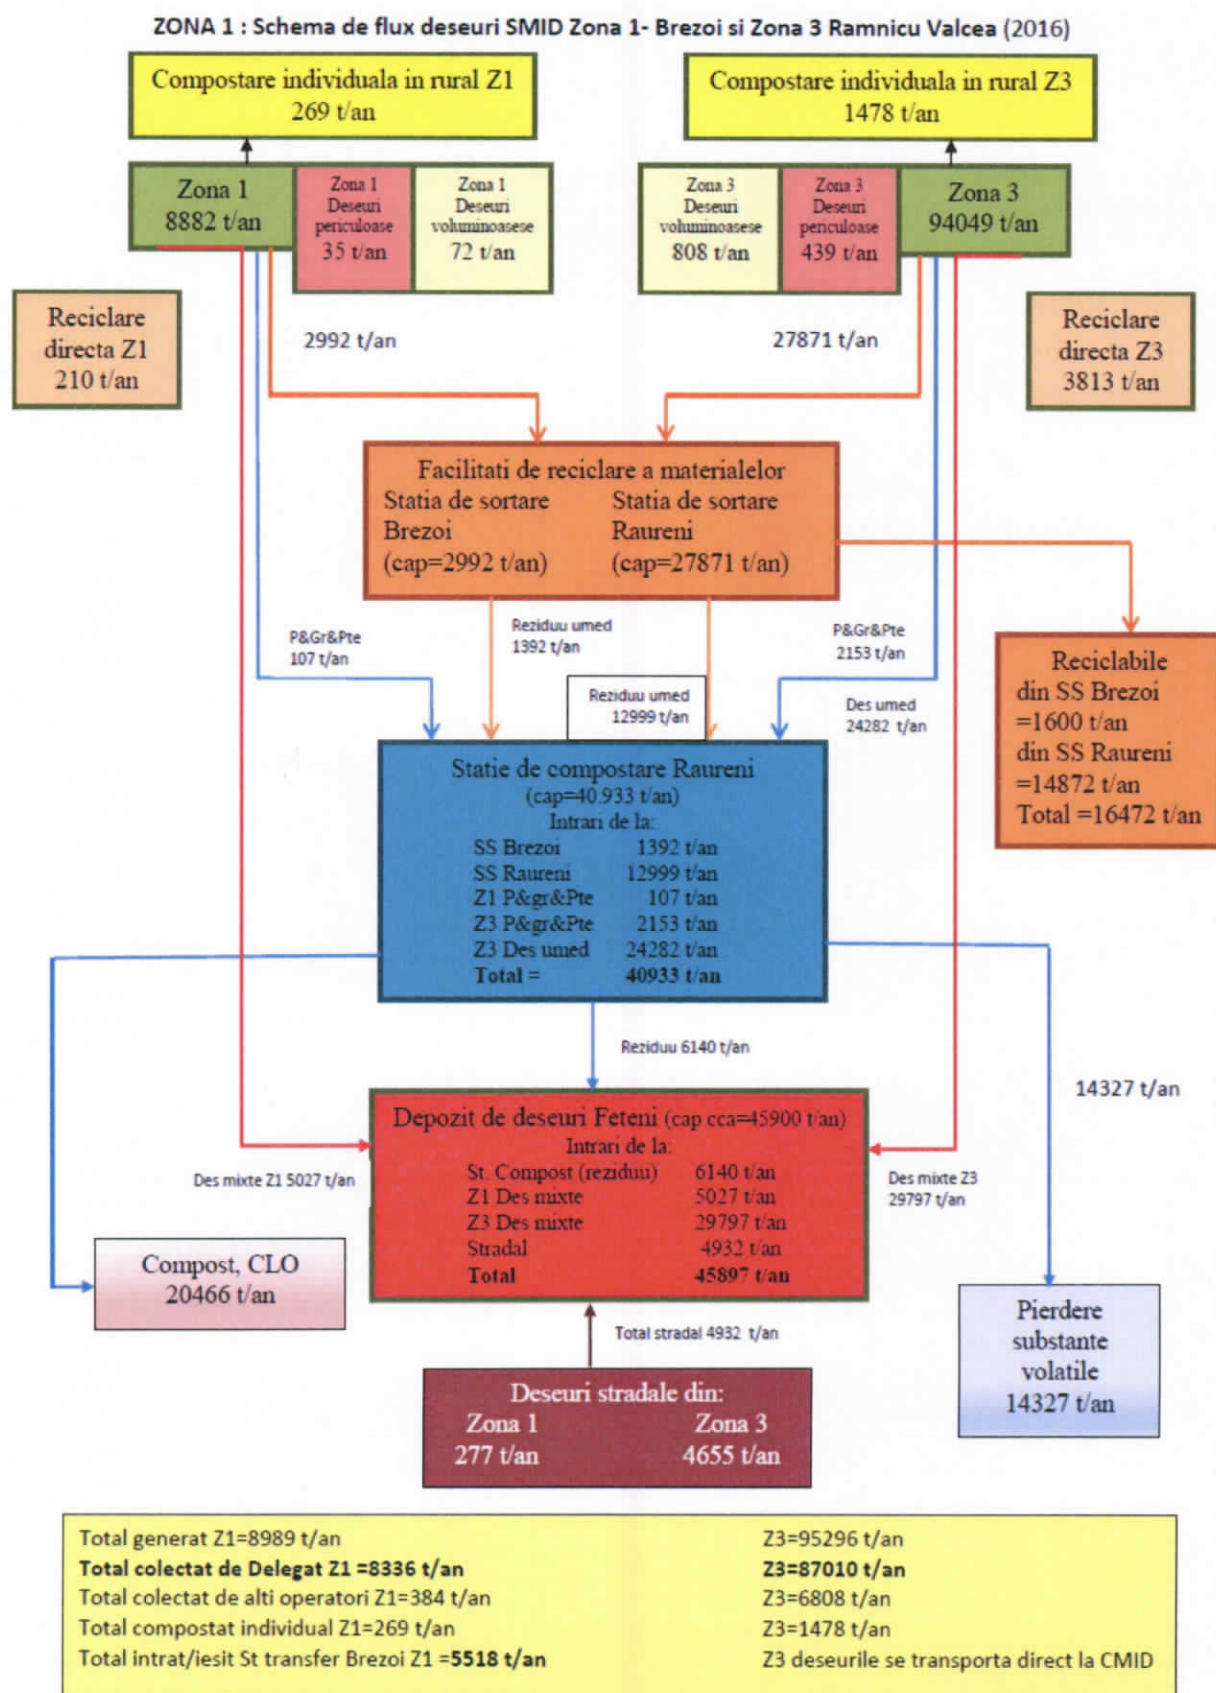 ZONA 1 : Schema de flux deseuri SMID Zona 1- Brezoi si Zona 3 Ramnicu Valcea (2016)
Compostare individuala in rural Z1
269 t/an
Compostare individuala in rural Z3
1478 t/an
Zona 1
8882 t/an
Zona 1
Deseuri
periculoase
35 t/an
Zona 1
Deseuri
voluminoasese
72 t/an
Zona 3
Deseuri
voluminoasese
808 t/an
Zona 3
Deseuri
periculoase
439 t/an
Zona 3
94049 t/an
Reciclare
directa Z1
210 t/an
2992 t/an
27871 t/an
Reciclare
directa Z3
3813 t/an
Facilitati de reciclare a materialelor
Statia de sortare
Brezoi
(cap=2992 t/an)
Statia de sortare
Raureni
(cap=27871 t/an)
P&Gr&Pte
107 t/an
Reziduu umed
1392 t/an
Reziduu umed
12999 t/an
P&Gr&Pte
2153 t/an
Des umed
24282 t/an
Reciclabile
din SS Brezoi
=1600 t/an
din SS Raureni
=14872 t/an
Total =16472 t/an
Statie de compostare Raureni
(cap=40.933 t/an)
Intrari de la:
SS Brezoi 1392 t/an
SS Raureni 12999 t/an
Z1 P&gr&Pte 107 t/an
Z3 P&gr&Pte 2153 t/an
Z3 Des umed 24282 t/an
Total = 40933 t/an
Reziduu 6140 t/an
14327 t/an
Depozit de deseuri Feteni (cap cca=45900 t/an)
Intrari de la:
St. Compost (reziduu) 6140 t/an
Z1 Des mixte 5027 t/an
Z3 Des mixte 29797 t/an
Stradal 4932 t/an
Total 45897 t/an
Des mixte Z1 5027 t/an
Des mixte Z3
29797 t/an
Compost, CLO
20466 t/an
Pierdere
substante
volatile
14327 t/an
Total stradal 4932 t/an
Deseuri stradale din:
Zona 1
277 t/an
Zona 3
4655 t/an
Total generat Z1=8989 t/an Z3=95296 t/an
Total colectat de Delegat Z1 =8336 t/an Z3=87010 t/an
Total colectat de alti operatori Z1=384 t/an Z3=6808 t/an
Total compostat individual Z1=269 t/an Z3=1478 t/an
Total intrat/iesit St transfer Brezoi Z1 =5518 t/an Z3 deseurile se transporta direct la CMID